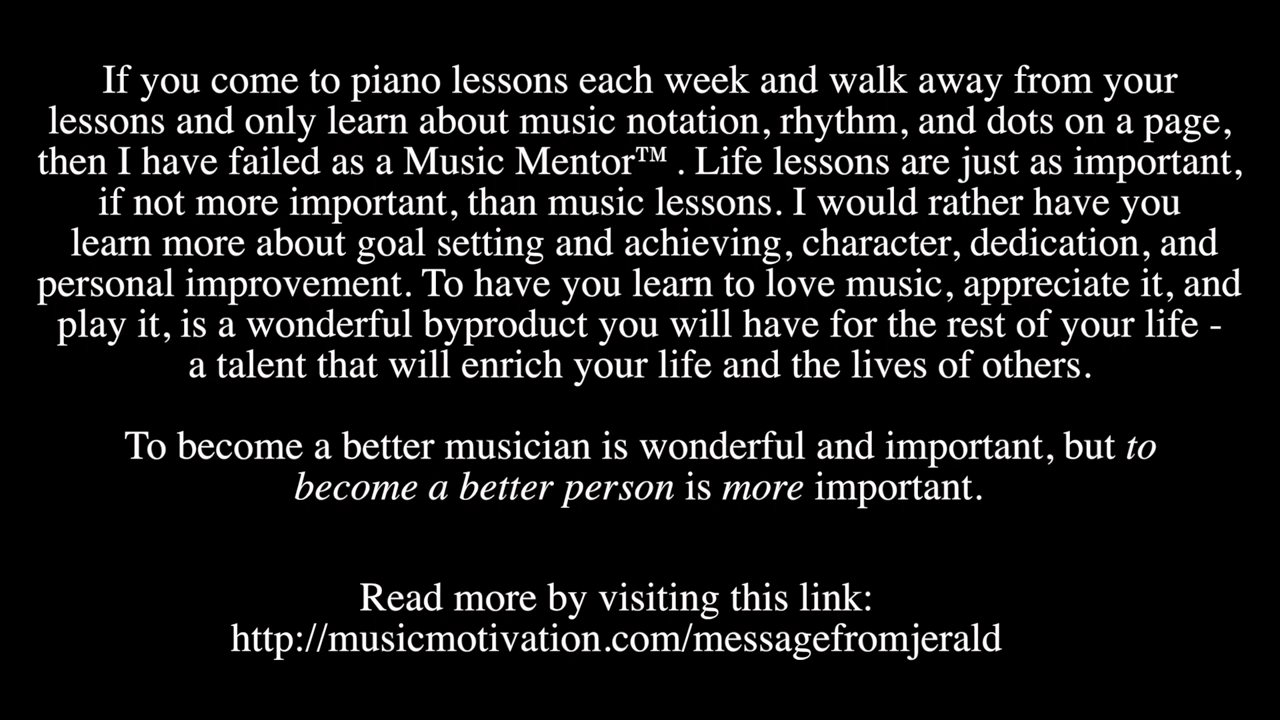 If you come to piano lessons each week and walk away from your
lessons and only learn about music notation, rhythm, and dots on a page,
then I have failed as a Music Mentor™ . Life lessons are just as important,
if not more important, than music lessons. I would rather have you
learn more about goal setting and achieving, character, dedication, and
personal improvement. To have you learn to love music, appreciate it, and
play it, is a wonderful byproduct you will have for the rest of your life -
a talent that will enrich your life and the lives of others.
To become a better musician is wonderful and important, but to
become a better person is more important.
Read more by visiting this link:
http://musicmotivation.com/messagefromjerald